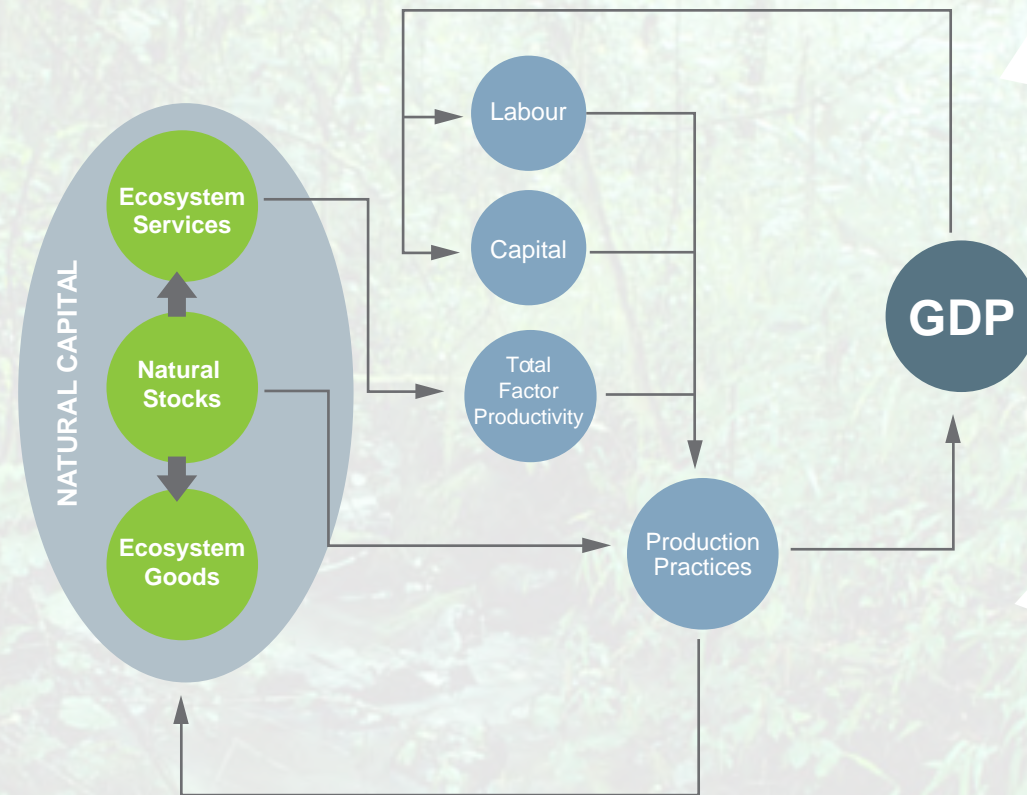 NATURAL CAPITAL
Ecosystem
Services
Natural
Stocks
Ecosystem
Goods
Labour
Capital
Total
Factor
Productivity
Production
Practices
GDP